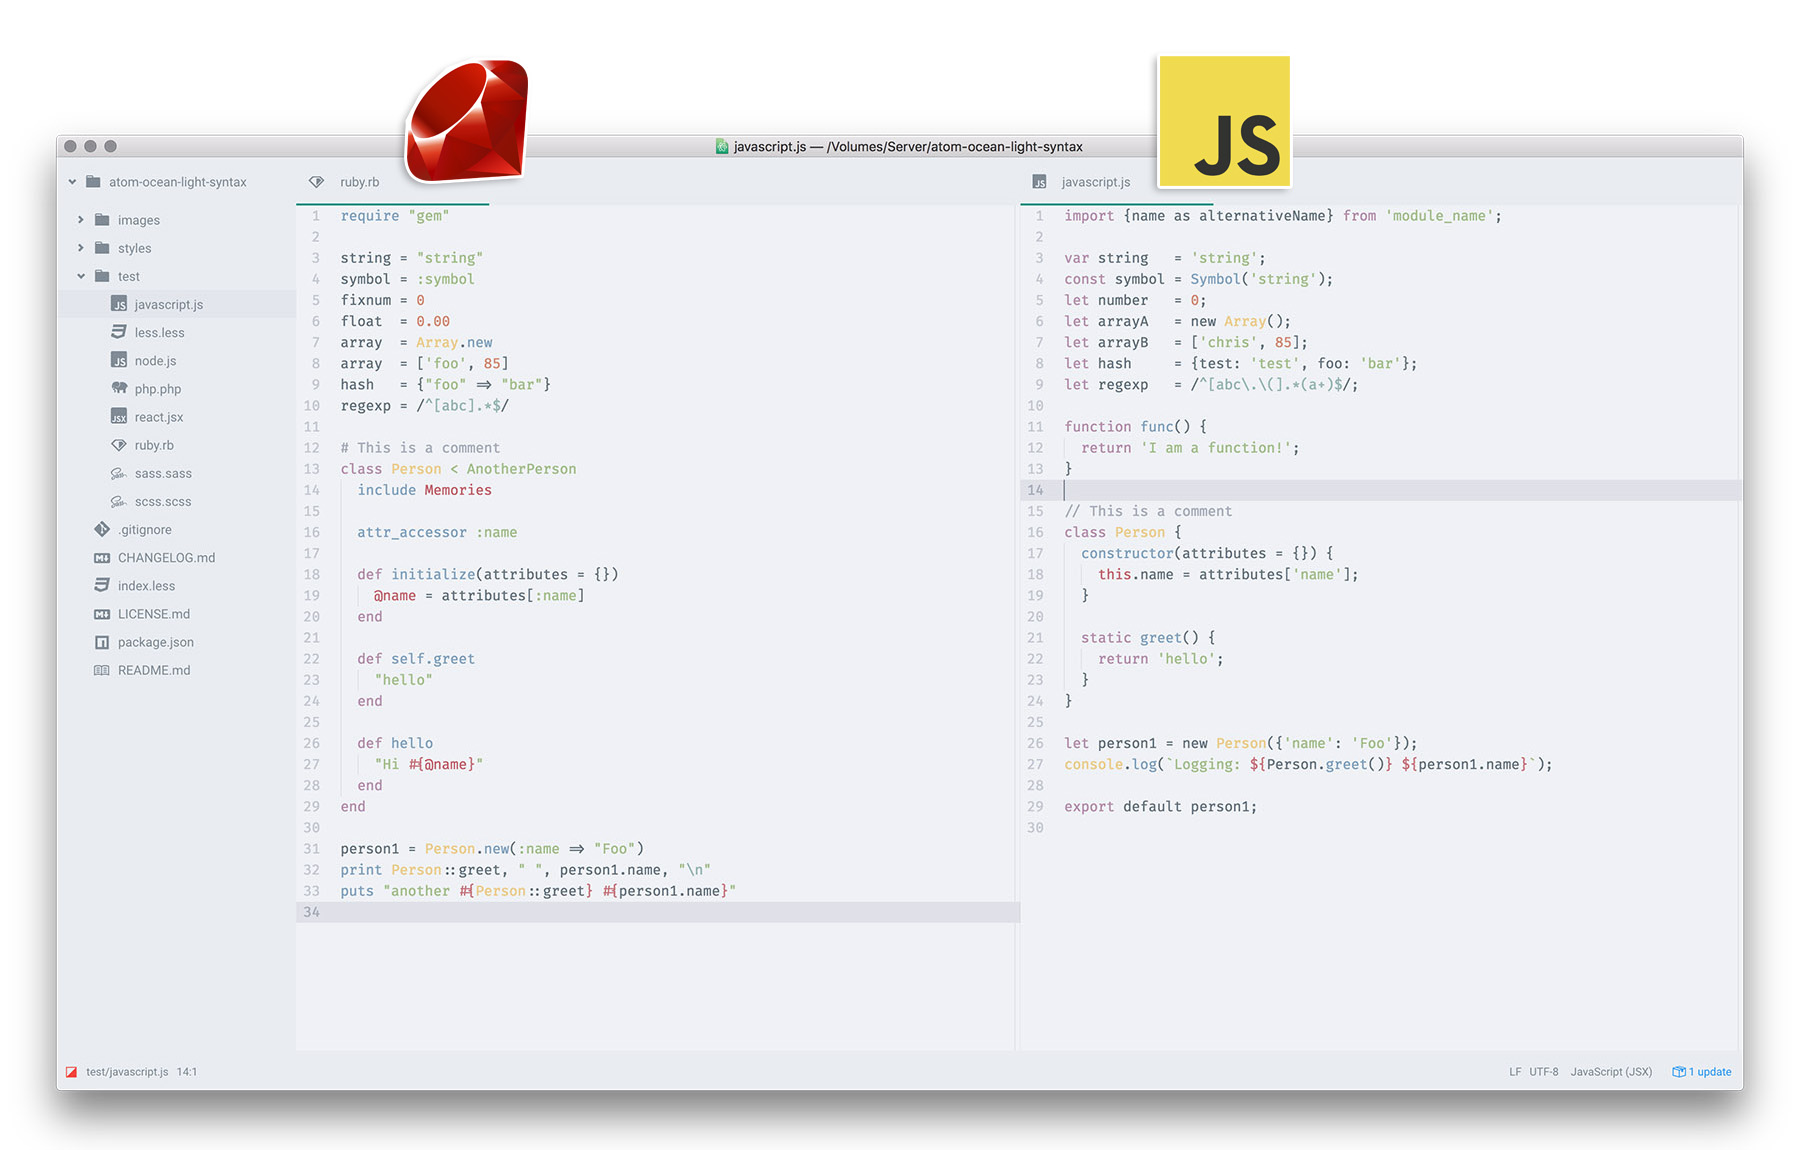 JS
javascript.js — /Volumes/Server/atom-ocean-light-syntax
atom-ocean-light-syntax
images
styles
test
JS javascript.js
less.less
JS node.js
php.php
JSX react.jsx
ruby.rb
Sass sass.sass
Sass scss.scss
.gitignore
CHANGELOG.md
index.less
LICENSE.md
package.json
README.md
ruby.rb
1 require "gem"
2
3 string = "string"
4 symbol = :symbol
5 fixnum = 0
6 float  = 0.00
7 array  = Array.new
8 array  = ['foo', 85]
9 hash   = {"foo" => "bar"}
10 regexp = /^[abc].*$/
11
12 # This is a comment
13 class Person < AnotherPerson
14   include Memories
15
16   attr_accessor :name
17
18   def initialize(attributes = {})
19     @name = attributes[:name]
20   end
21
22   def self.greet
23     "hello"
24   end
25
26   def hello
27     "Hi #{@name}"
28   end
29 end
30
31 person1 = Person.new(:name => "Foo")
32 print Person::greet, " ", person1.name, "\n"
33 puts "another #{Person::greet} #{person1.name}"
34
JS javascript.js
1 import {name as alternativeName} from 'module_name';
2
3 var string   = 'string';
4 const symbol = Symbol('string');
5 let number   = 0;
6 let arrayA   = new Array();
7 let arrayB   = ['chris', 85];
8 let hash     = {test: 'test', foo: 'bar'};
9 let regexp   = /^[abc\.\(].*(a+)$/;
10
11 function func() {
12   return 'I am a function!';
13 }
14
15 // This is a comment
16 class Person {
17   constructor(attributes = {}) {
18     this.name = attributes['name'];
19   }
20
21   static greet() {
22     return 'hello';
23   }
24 }
25
26 let person1 = new Person({'name': 'Foo'});
27 console.log(`Logging: ${Person.greet()} ${person1.name}`);
28
29 export default person1;
30
test/javascript.js 14:1
LF UTF-8 JavaScript (JSX) 1 update